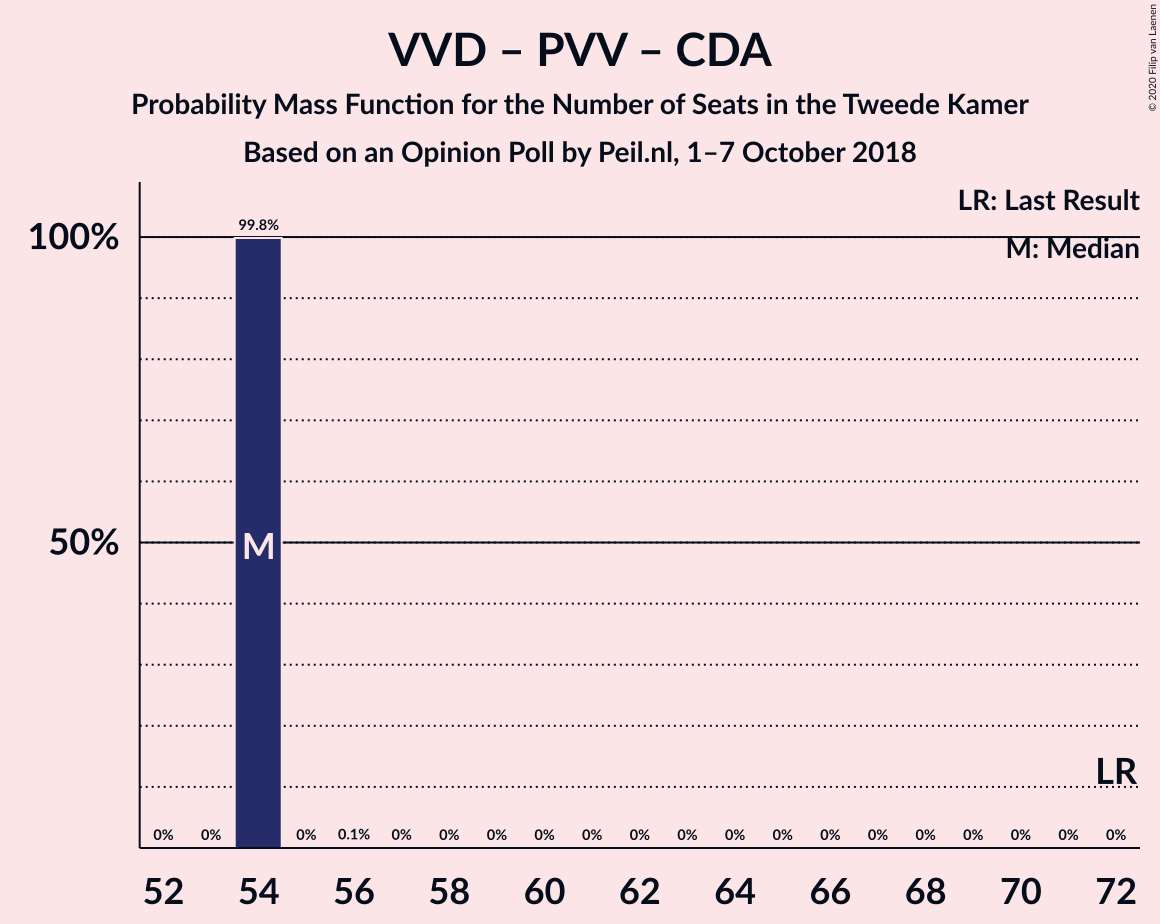 VVD – PVV – CDA
Probability Mass Function for the Number of Seats in the Tweede Kamer
Based on an Opinion Poll by Peil.nl, 1–7 October 2018
© 2020 Filip van Laenen
LR: Last Result
M: Median
99.8%
100%
50%
M
LR
0% 0% 0% 0.1% 0% 0% 0% 0% 0% 0% 0% 0% 0% 0% 0% 0% 0% 0% 0% 0%
52 54 56 58 60 62 64 66 68 70 72